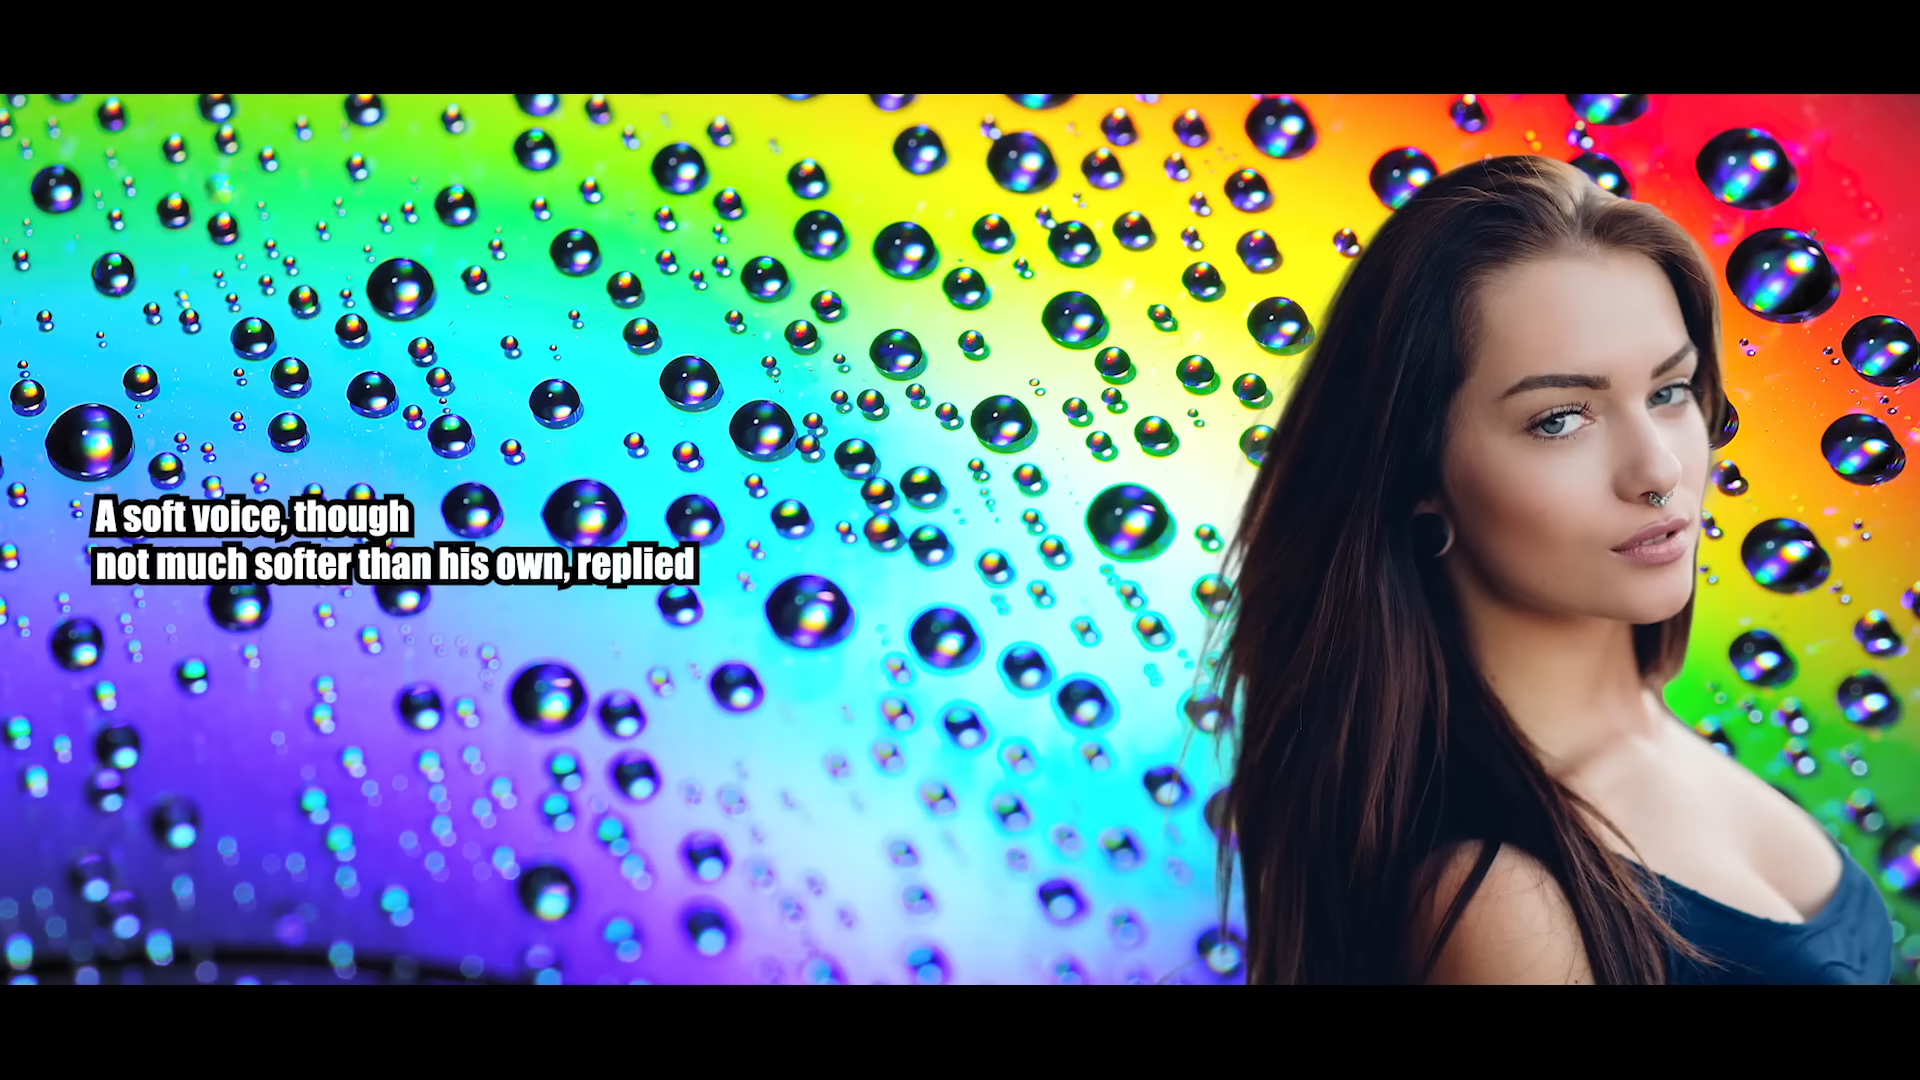 A soft voice, though
not much softer than his own, replied